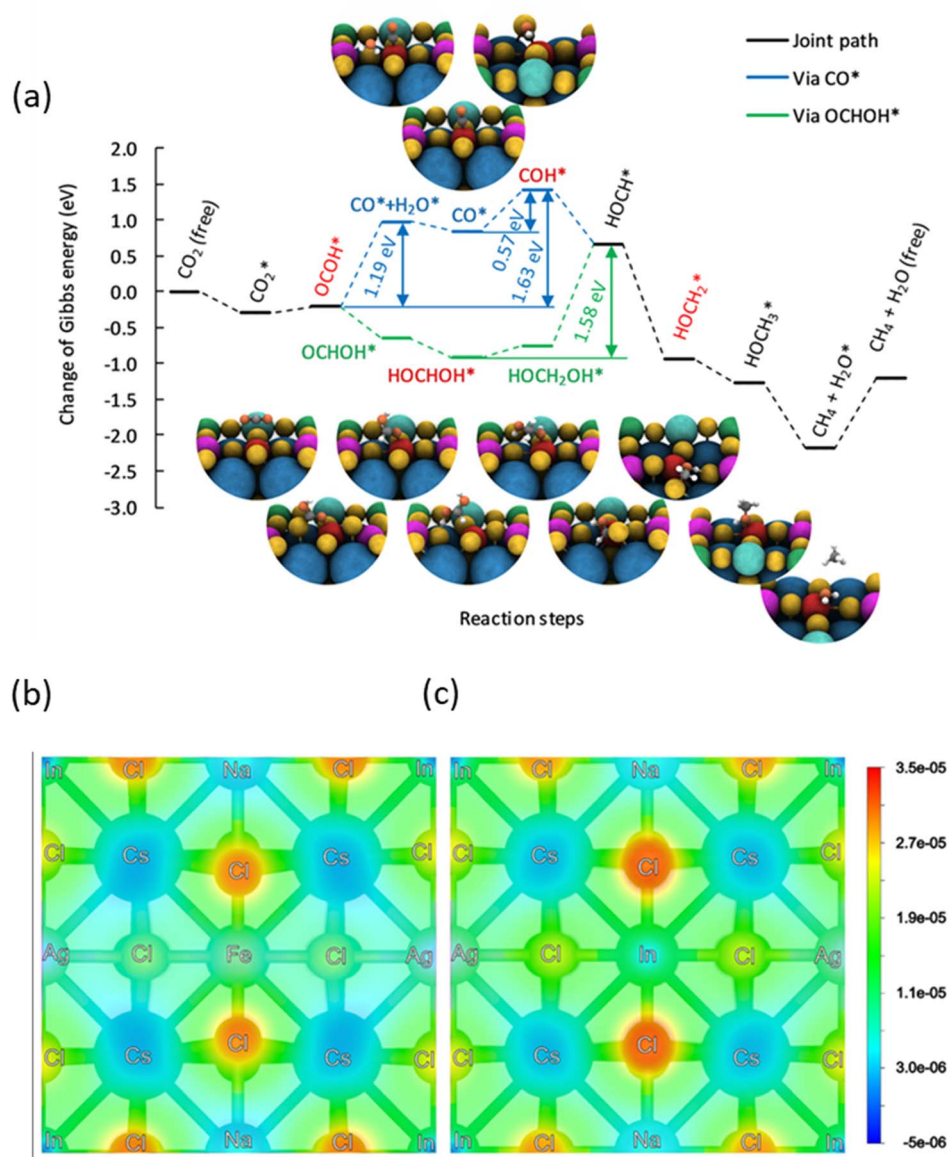 (a)
Joint path
Via CO*
Via OCHOH*
Change of Gibbs energy (eV)
2.0
1.5
1.0
0.5
0.0
-0.5
-1.0
-1.5
-2.0
-2.5
-3.0
CO₂ (free)
CO₂*
OCOH*
CO*+H₂O*
CO*
COH*
HOCH*
1.19 eV
0.57 eV
1.63 eV
1.58 eV
OCHOH*
HOCHOH*
HOCH₂OH*
HOCH₂*
HOCH₃*
CH₄ + H₂O*
CH₄ + H₂O (free)
Reaction steps
(b)
In Cl Na Cl In
Cl Cs Cl Cs Cl
Ag Cl Fe Cl Ag
Cl Cs Cl Cs Cl
In Cl Na Cl In
(c)
In Cl Na Cl In
Cl Cs Cl Cs Cl
Ag Cl In Cl Ag
Cl Cs Cl Cs Cl
In Cl Na Cl In
3.5e-05
2.7e-05
1.9e-05
1.1e-05
3.0e-06
-5e-06